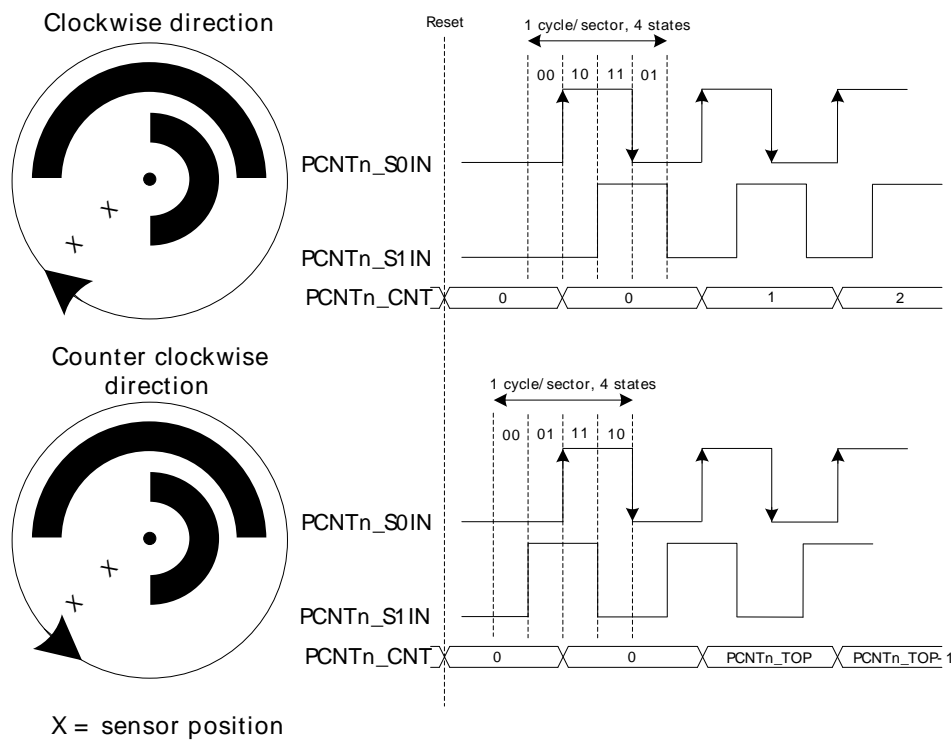 Clockwise direction
X
X
Reset
1 cycle/sector, 4 states
00 10 11 01
PCNTn_S0IN
PCNTn_S1IN
PCNTn_CNT 0 0 1 2
Counter clockwise
direction
X
X
1 cycle/sector, 4 states
00 01 11 10
PCNTn_S0IN
PCNTn_S1IN
PCNTn_CNT 0 0 PCNTn_TOP PCNTn_TOP-1
X = sensor position